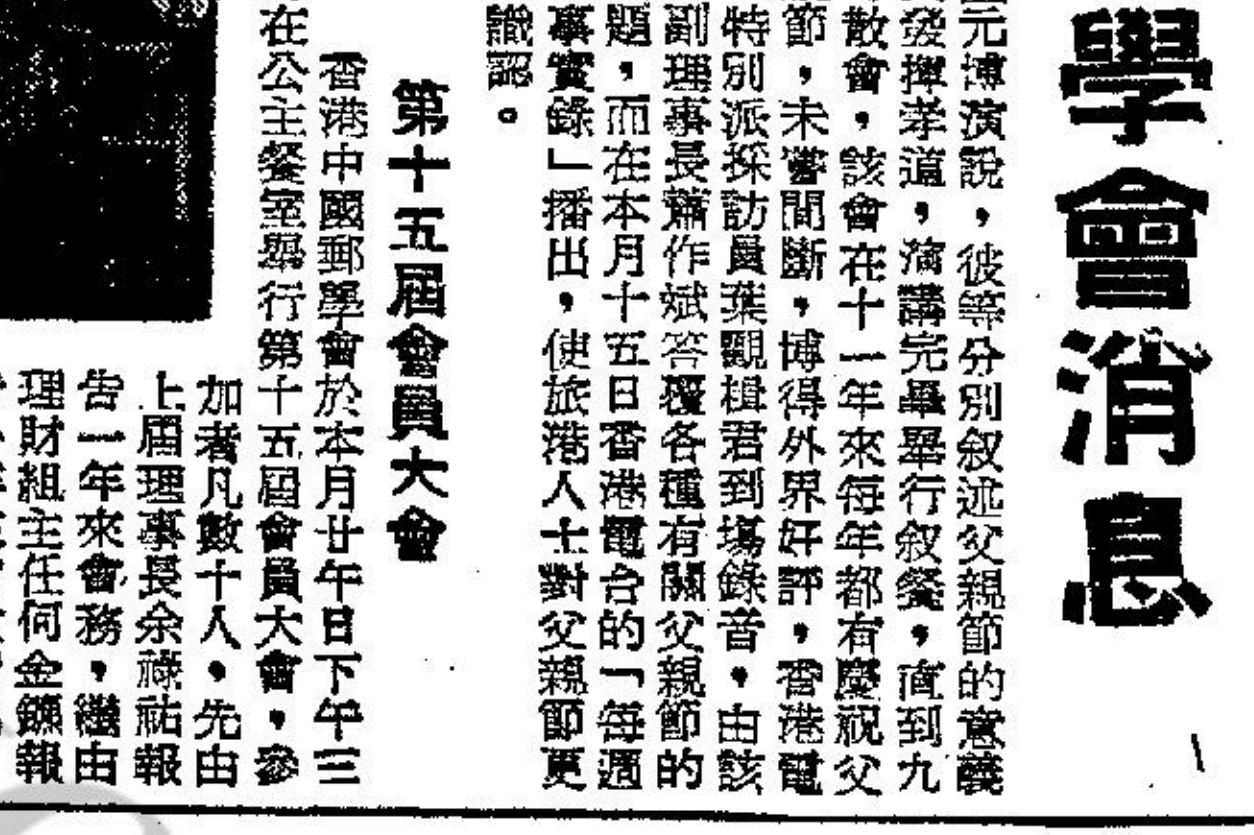 學會消息
元博演說，彼等分別叙述父親節的意義
發揮孝道，演講完畢舉行叙餐，直到九
散會，該會在十一年來每年都有慶祝父
節，未嘗間斷，博得外界好評，香港電
特別派採訪員葉觀楫君到塲錄音，由該
副理事長蕭作斌答覆各種有關父親節的
題，而在本月十五日香港電台的「每週
事實錄」播出，使旅港人士對父親節更
識認。
第十五屆會員大會
香港中國郵學會於本月廿午日下午三
在公主餐室舉行第十五屆會員大會，參
加者凡數十人，先由
上屆理事長余祿祐報
告一年來會務，繼由
理財組主任何金鑣報